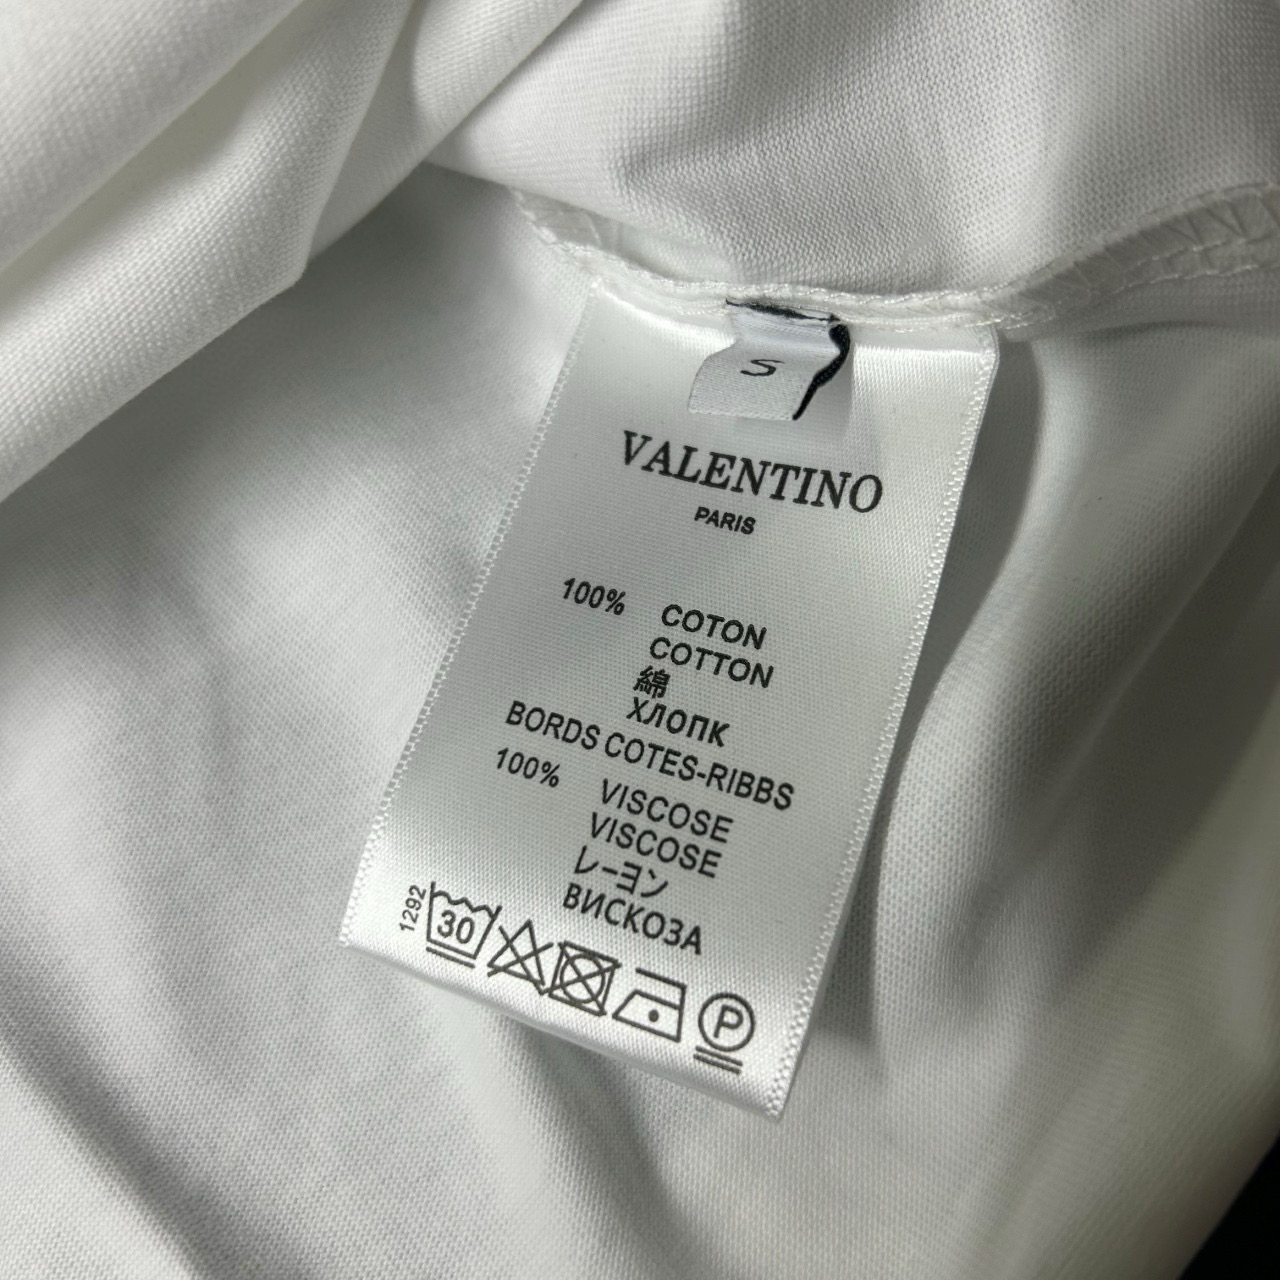 S
VALENTINO
PARIS
100% COTON
COTTON
綿
ХЛОПК
BORDS COTES-RIBBS
100% VISCOSE
VISCOSE
レーヨン
ВИСКОЗА
1292
30
P